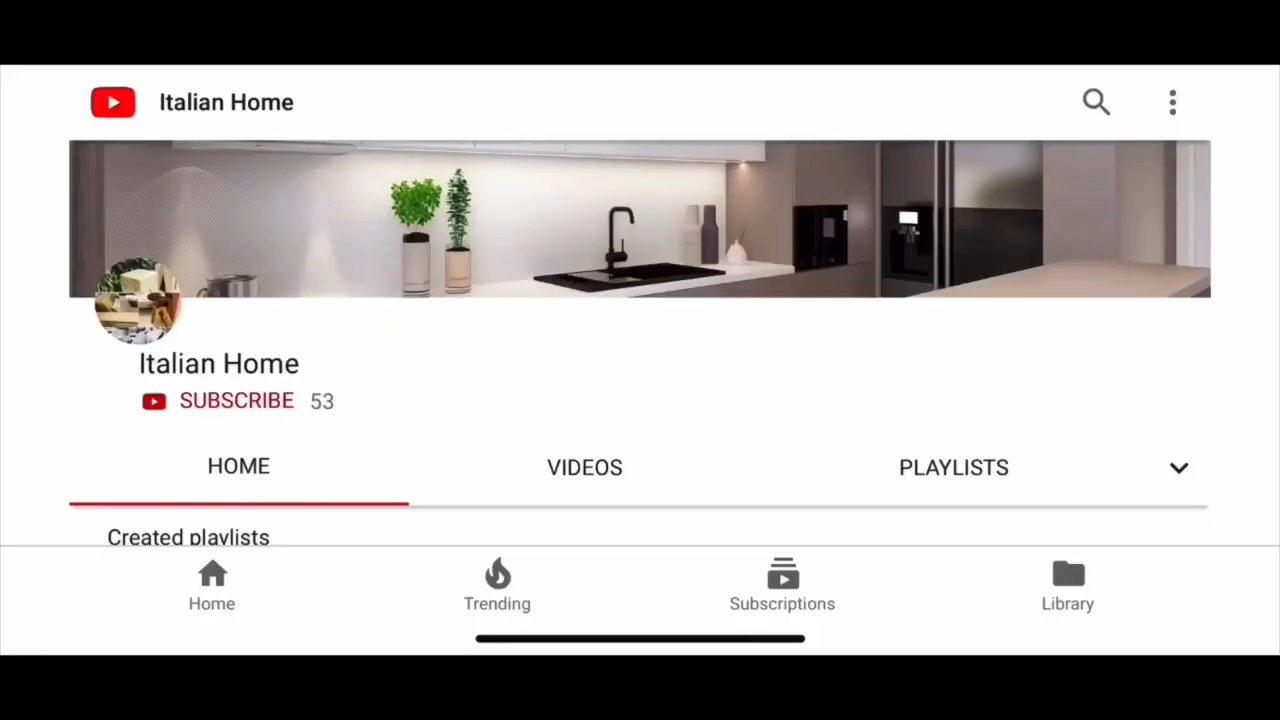 Italian Home
Italian Home
SUBSCRIBE 53
HOME VIDEOS PLAYLISTS
Created playlists
Home Trending Subscriptions Library